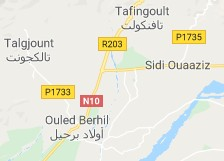 Tafingoult
تافنكولت
R203
P1735
Talgjount
تالكجونت
Sidi Ouaaziz
P1733
N10
Ouled Berhil
أولاد برحيل